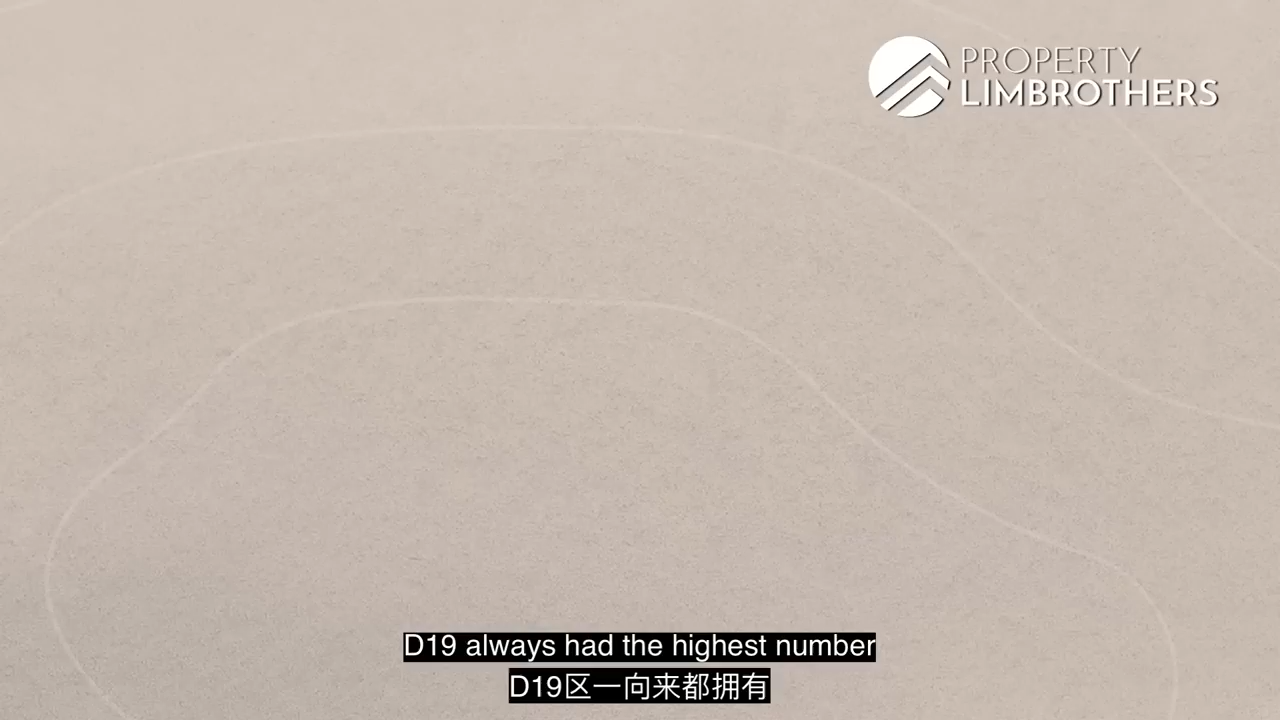 PROPERTY
LIMBROTHERS
D19 always had the highest number
D19区一向来都拥有